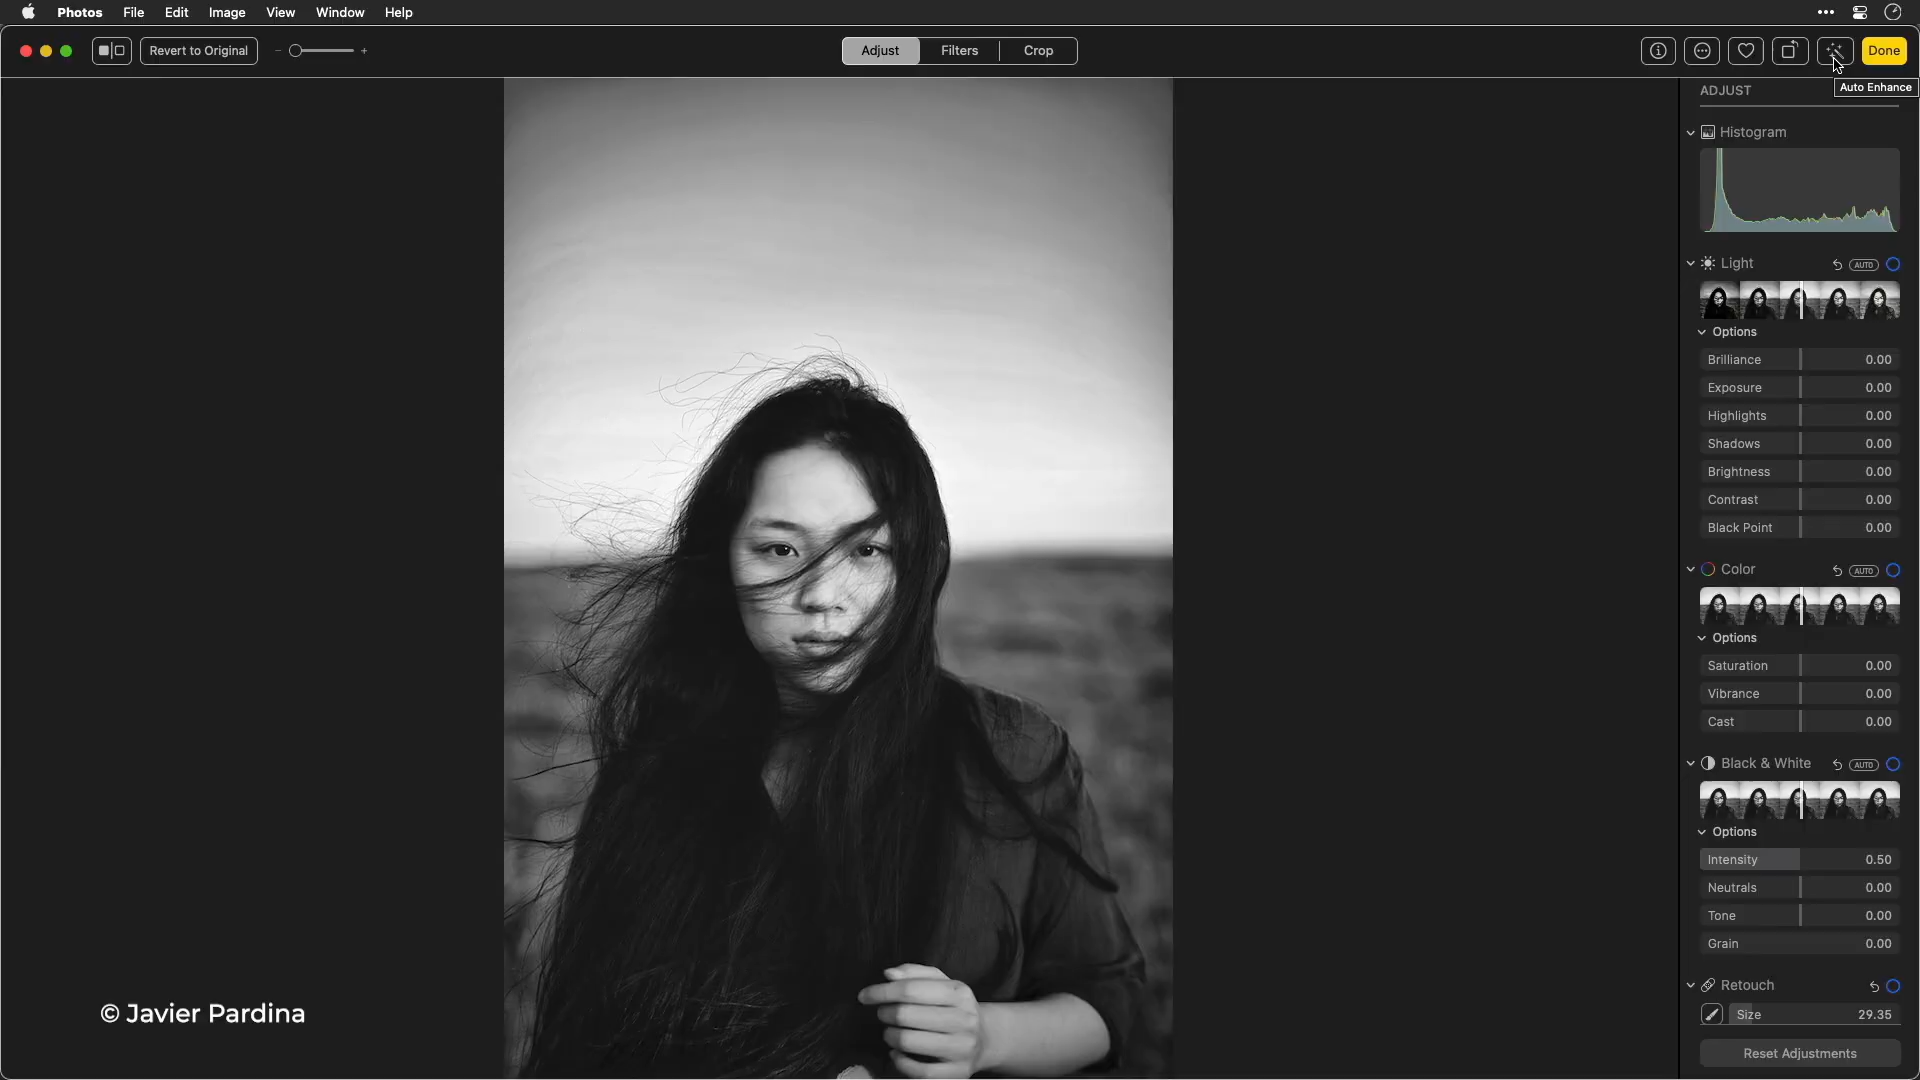 Photos File Edit Image View Window Help
Revert to Original
Adjust Filters Crop
Done
Auto Enhance
ADJUST
Histogram
Light AUTO
Options
Brilliance 0.00
Exposure 0.00
Highlights 0.00
Shadows 0.00
Brightness 0.00
Contrast 0.00
Black Point 0.00
Color AUTO
Options
Saturation 0.00
Vibrance 0.00
Cast 0.00
Black & White AUTO
Options
Intensity 0.50
Neutrals 0.00
Tone 0.00
Grain 0.00
Retouch
Size 29.35
Reset Adjustments
© Javier Pardina